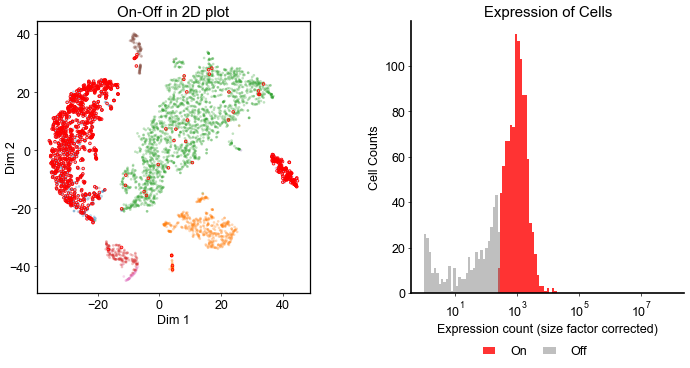 On-Off in 2D plot
40
20
0
−20
−40
Dim 2
−20
0
20
40
Dim 1
Expression of Cells
100
80
60
40
20
0
Cell Counts
10^1
10^3
10^5
10^7
Expression count (size factor corrected)
On Off